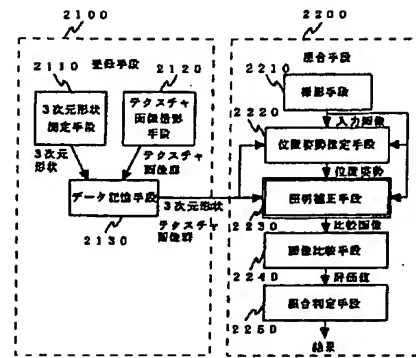 2100
2200
登録手段
照合手段
2110
2120
2210
3次元形状
測定手段
テクスチャ
画像撮影
手段
撮影手段
2220
入力画像
3次元
形状
テクスチャ
画像群
位置姿勢推定手段
位置姿勢
データ記憶手段
3次元形状
照明補正手段
2130
テクスチャ
画像群
2230
比較画像
画像比較手段
2240
評価値
照合判定手段
2250
結果